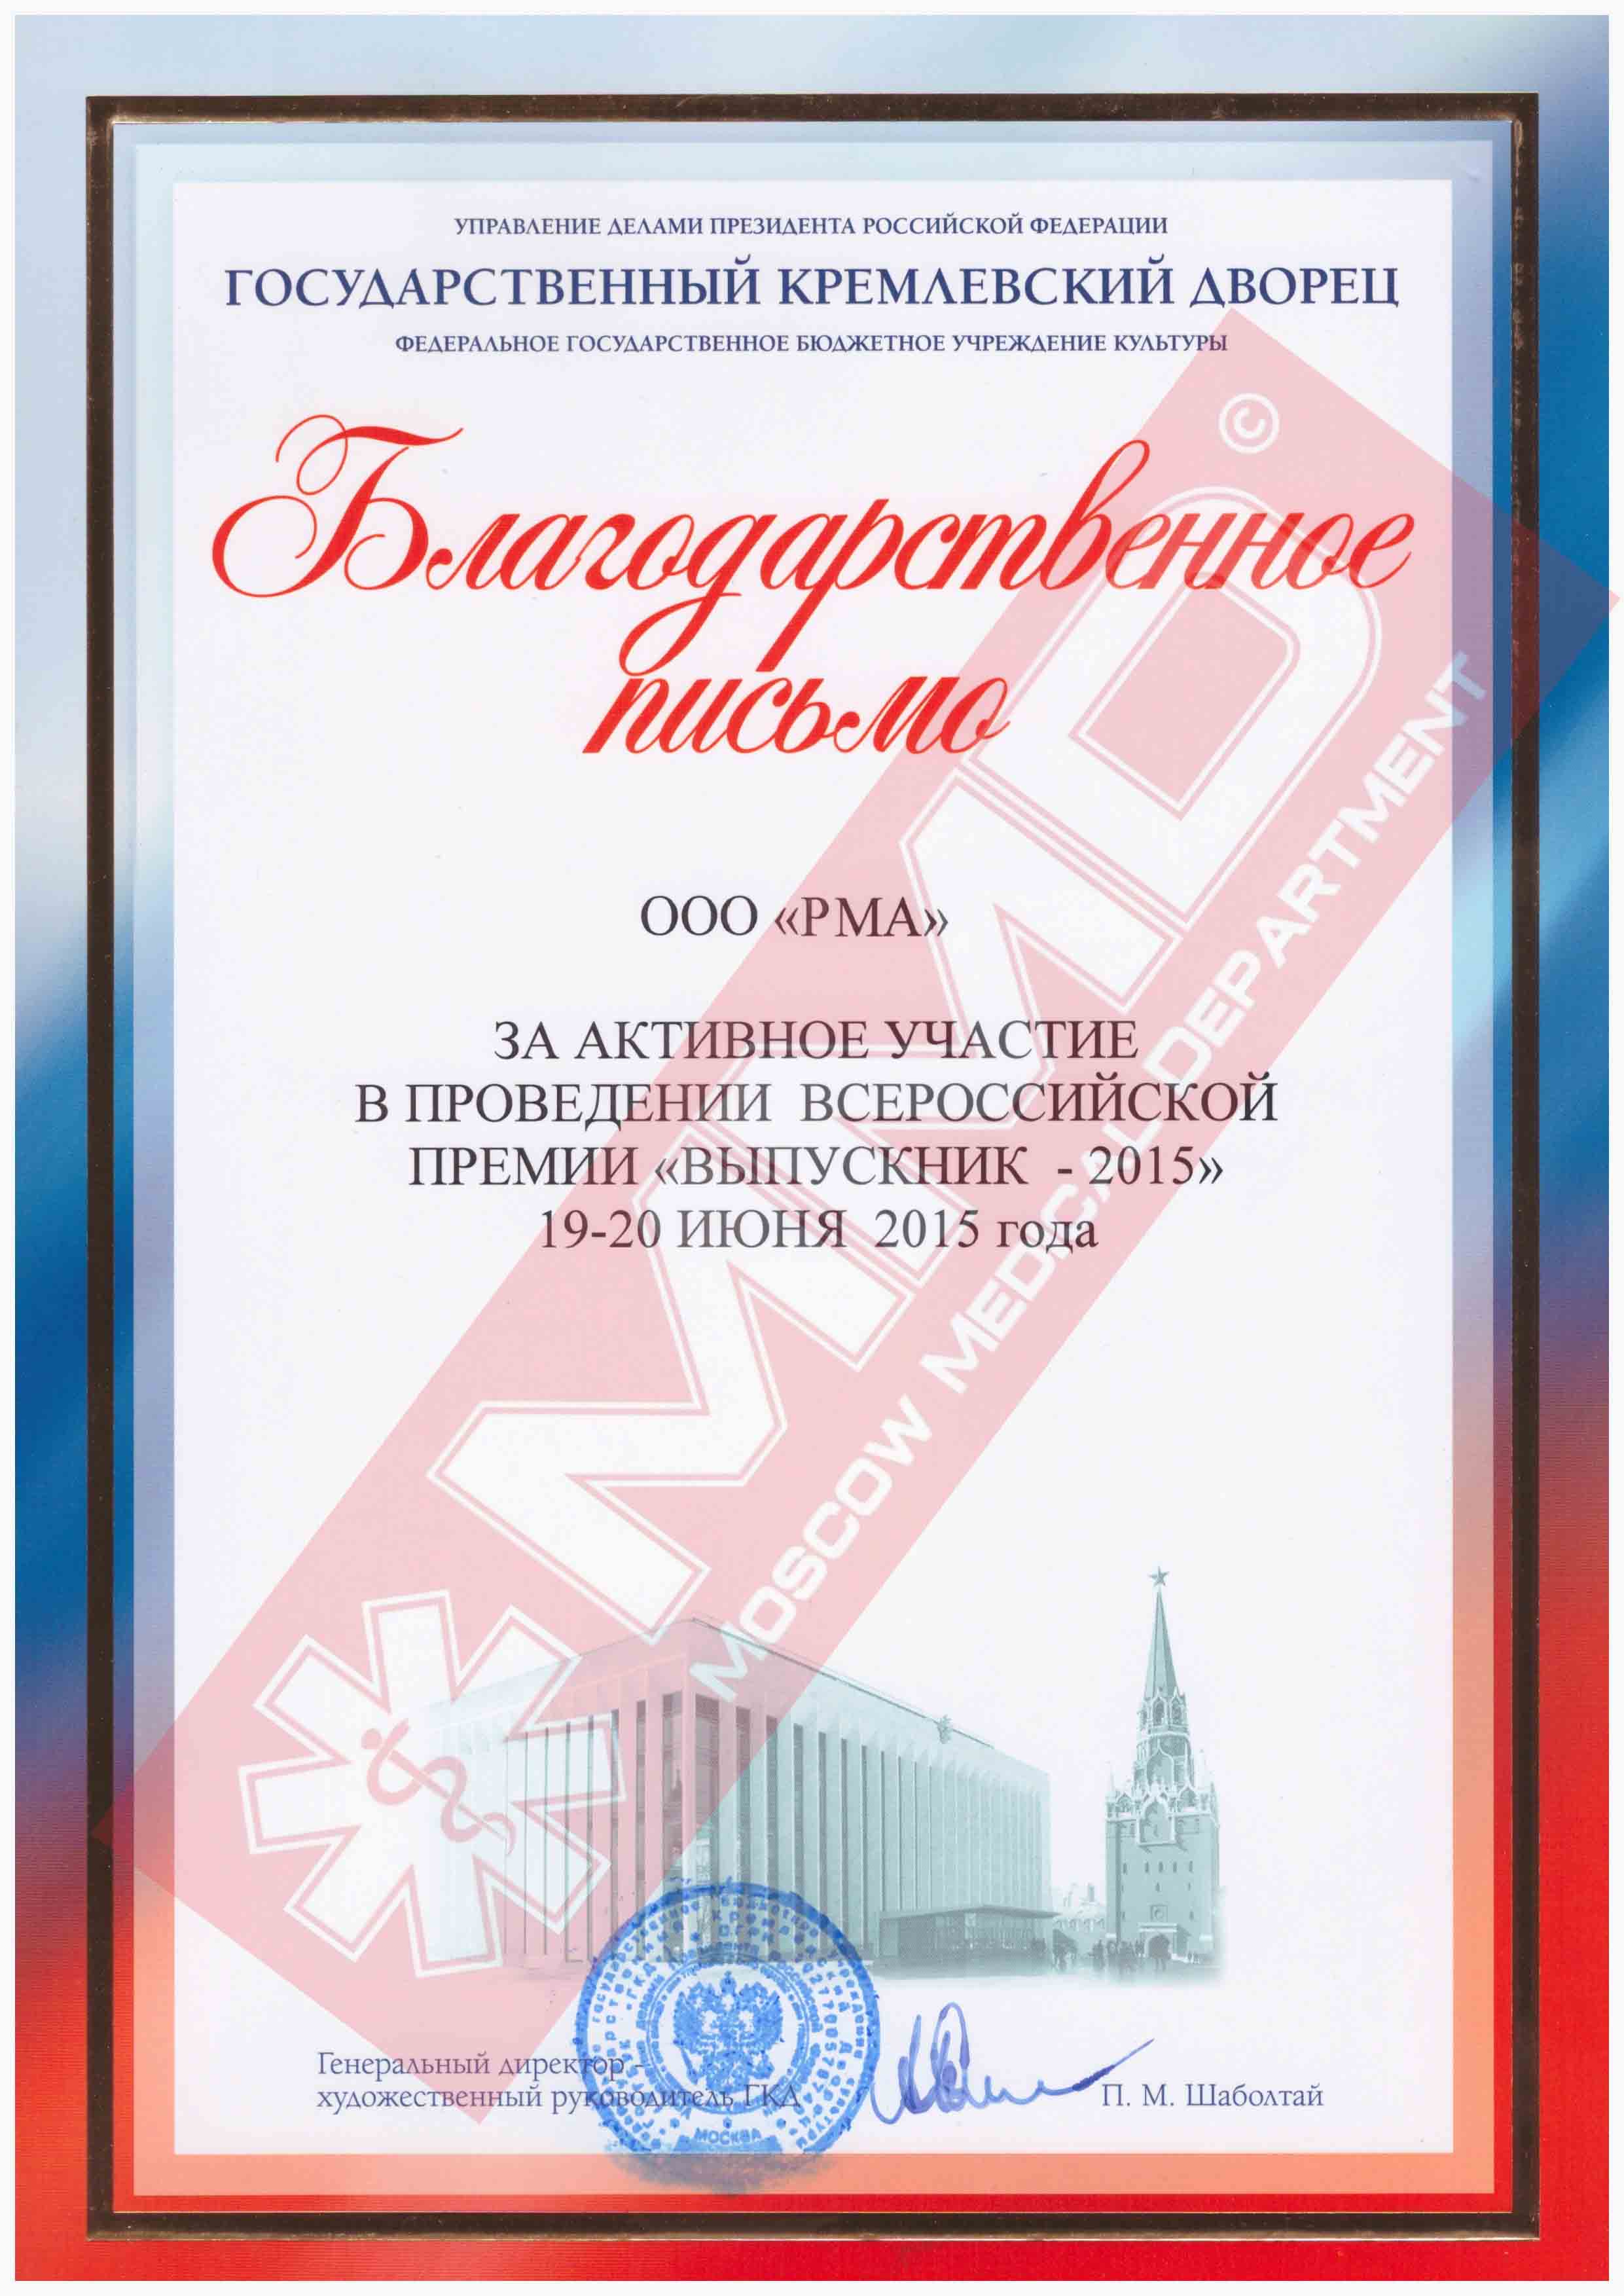 УПРАВЛЕНИЕ ДЕЛАМИ ПРЕЗИДЕНТА РОССИЙСКОЙ ФЕДЕРАЦИИ
ГОСУДАРСТВЕННЫЙ КРЕМЛЕВСКИЙ ДВОРЕЦ
ФЕДЕРАЛЬНОЕ ГОСУДАРСТВЕННОЕ БЮДЖЕТНОЕ УЧРЕЖДЕНИЕ КУЛЬТУРЫ
Благодарственное
письмо
ООО «РМА»
ЗА АКТИВНОЕ УЧАСТИЕ
В ПРОВЕДЕНИИ ВСЕРОССИЙСКОЙ
ПРЕМИИ «ВЫПУСКНИК - 2015»
19-20 ИЮНЯ 2015 года
©
MMD
MOSCOW MEDICAL DEPARTMENT
Генеральный директор -
художественный руководитель ГКД
П. М. Шаболтай
МОСКВА